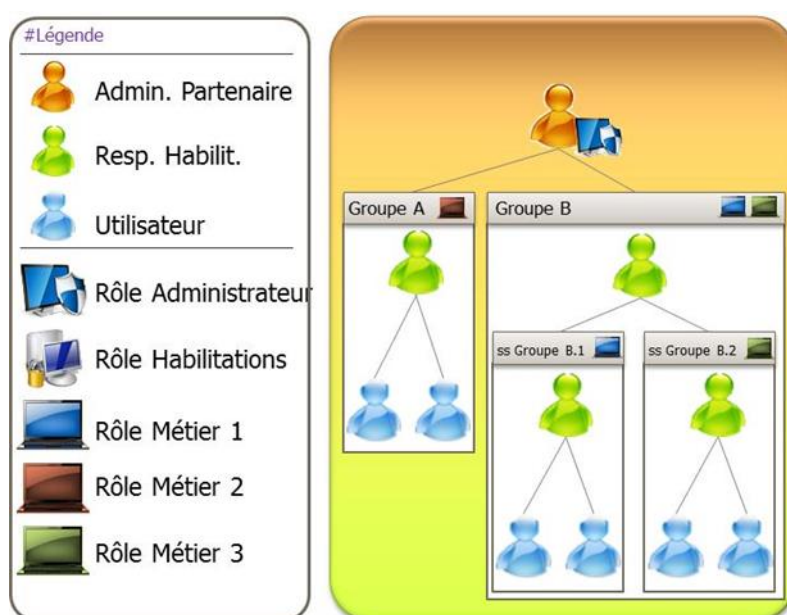 #Légende
Admin. Partenaire
Resp. Habilit.
Utilisateur
Rôle Administrateur
Rôle Habilitations
Rôle Métier 1
Rôle Métier 2
Rôle Métier 3
Groupe A
Groupe B
ss Groupe B.1
ss Groupe B.2